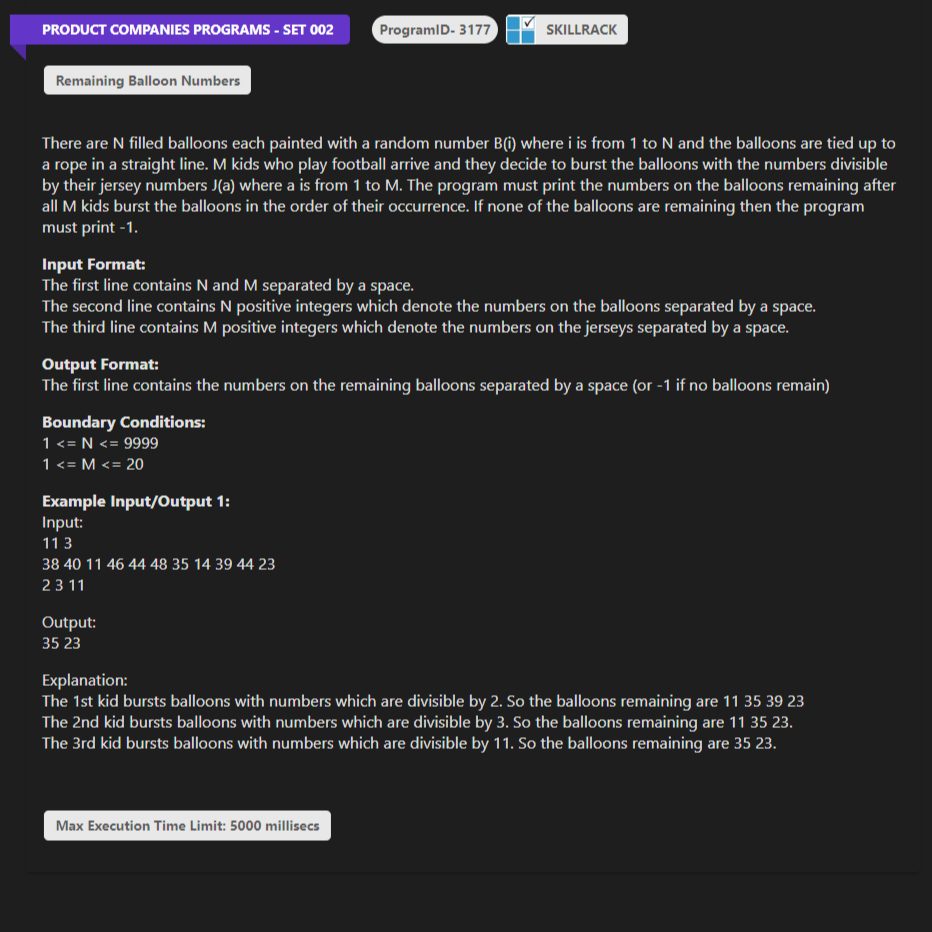 PRODUCT COMPANIES PROGRAMS - SET 002
ProgramID- 3177
SKILLRACK
Remaining Balloon Numbers
There are N filled balloons each painted with a random number B(i) where i is from 1 to N and the balloons are tied up to
a rope in a straight line. M kids who play football arrive and they decide to burst the balloons with the numbers divisible
by their jersey numbers J(a) where a is from 1 to M. The program must print the numbers on the balloons remaining after
all M kids burst the balloons in the order of their occurrence. If none of the balloons are remaining then the program
must print -1.
Input Format:
The first line contains N and M separated by a space.
The second line contains N positive integers which denote the numbers on the balloons separated by a space.
The third line contains M positive integers which denote the numbers on the jerseys separated by a space.
Output Format:
The first line contains the numbers on the remaining balloons separated by a space (or -1 if no balloons remain)
Boundary Conditions:
1 <= N <= 9999
1 <= M <= 20
Example Input/Output 1:
Input:
11 3
38 40 11 46 44 48 35 14 39 44 23
2 3 11
Output:
35 23
Explanation:
The 1st kid bursts balloons with numbers which are divisible by 2. So the balloons remaining are 11 35 39 23
The 2nd kid bursts balloons with numbers which are divisible by 3. So the balloons remaining are 11 35 23.
The 3rd kid bursts balloons with numbers which are divisible by 11. So the balloons remaining are 35 23.
Max Execution Time Limit: 5000 millisecs